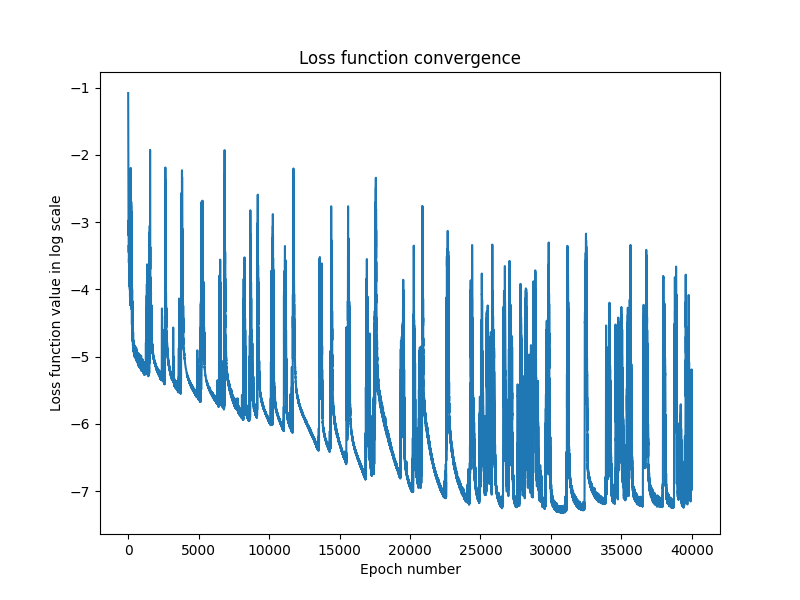 Loss function convergence
−1
−2
−3
−4
−5
−6
−7
Loss function value in log scale
0 5000 10000 15000 20000 25000 30000 35000 40000
Epoch number